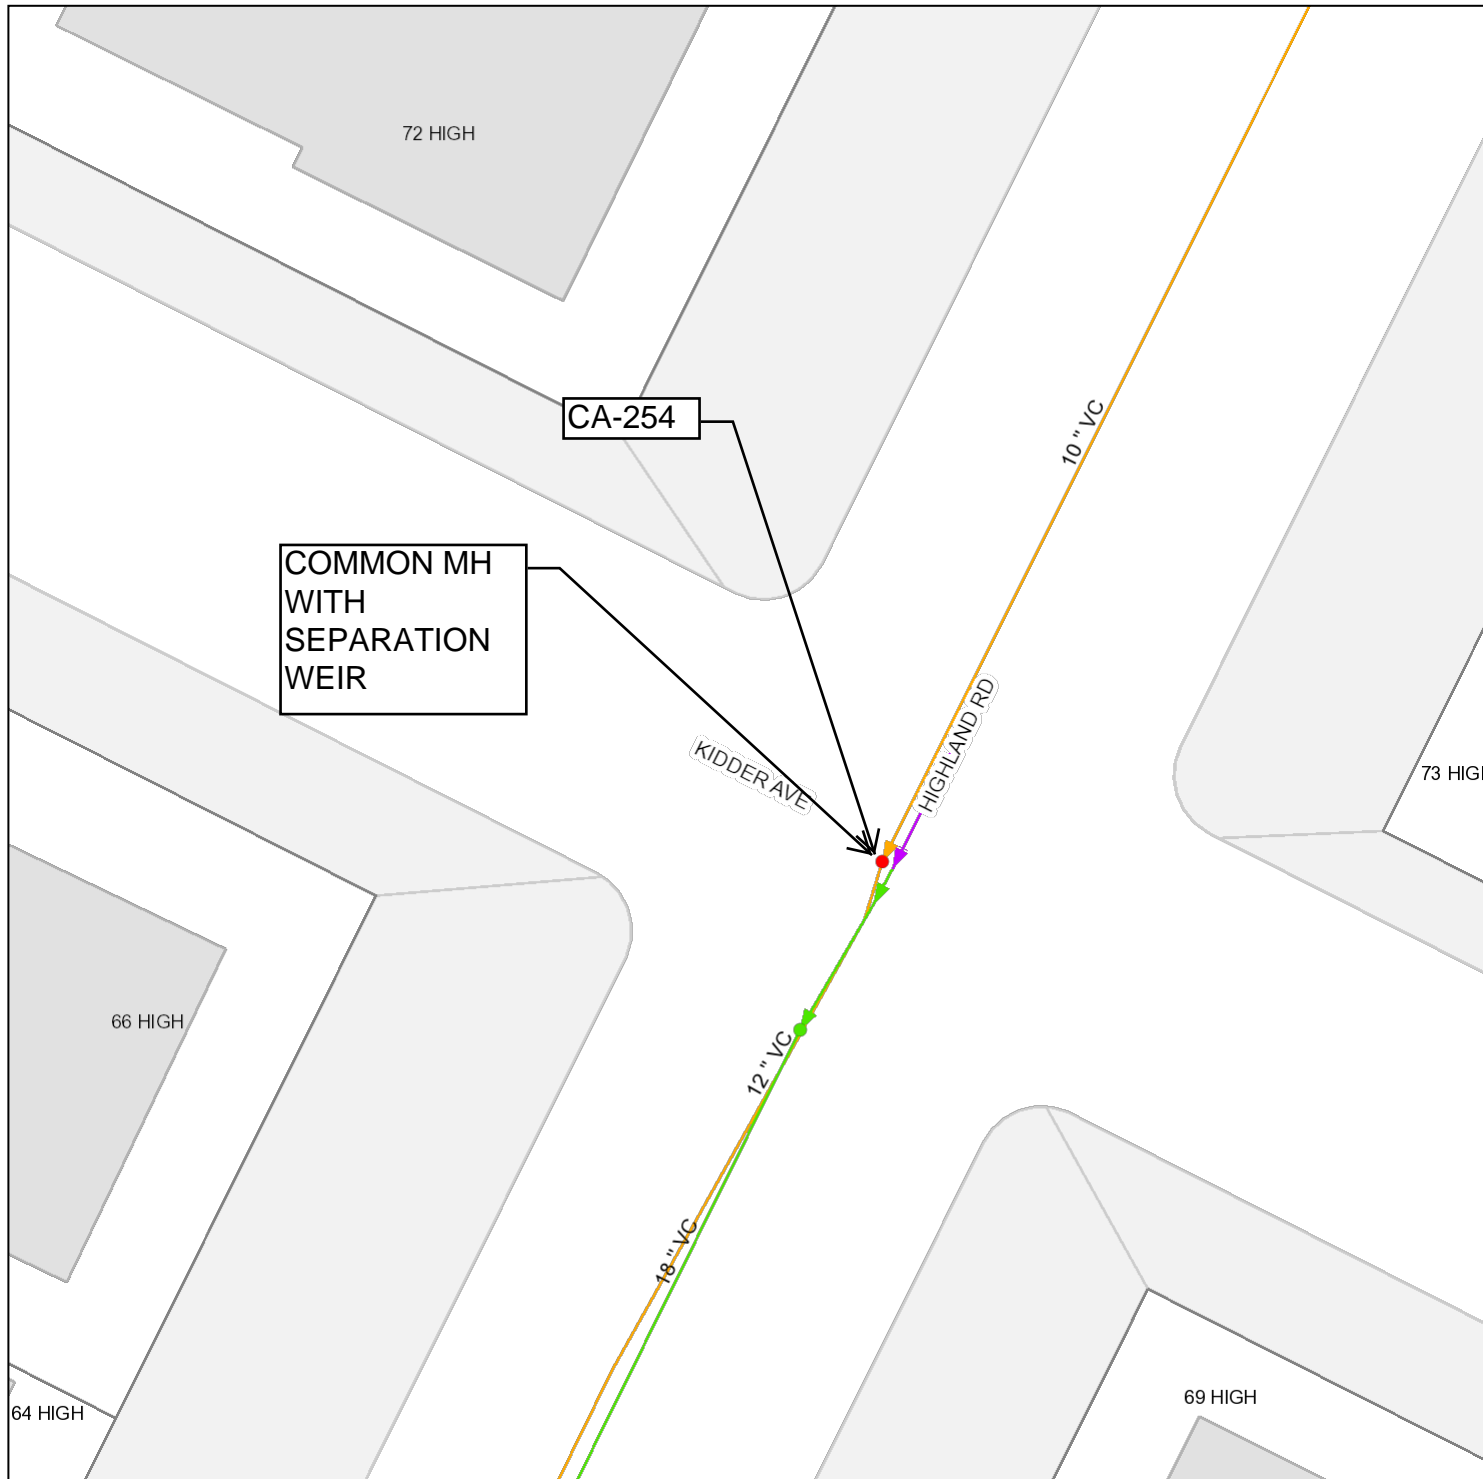 72 HIGH
CA-254
10 " VC
COMMON MH
WITH
SEPARATION
WEIR
HIGHLAND RD
KIDDER AVE
73 HIGH
66 HIGH
12 " VC
18 " VC
69 HIGH
64 HIGH